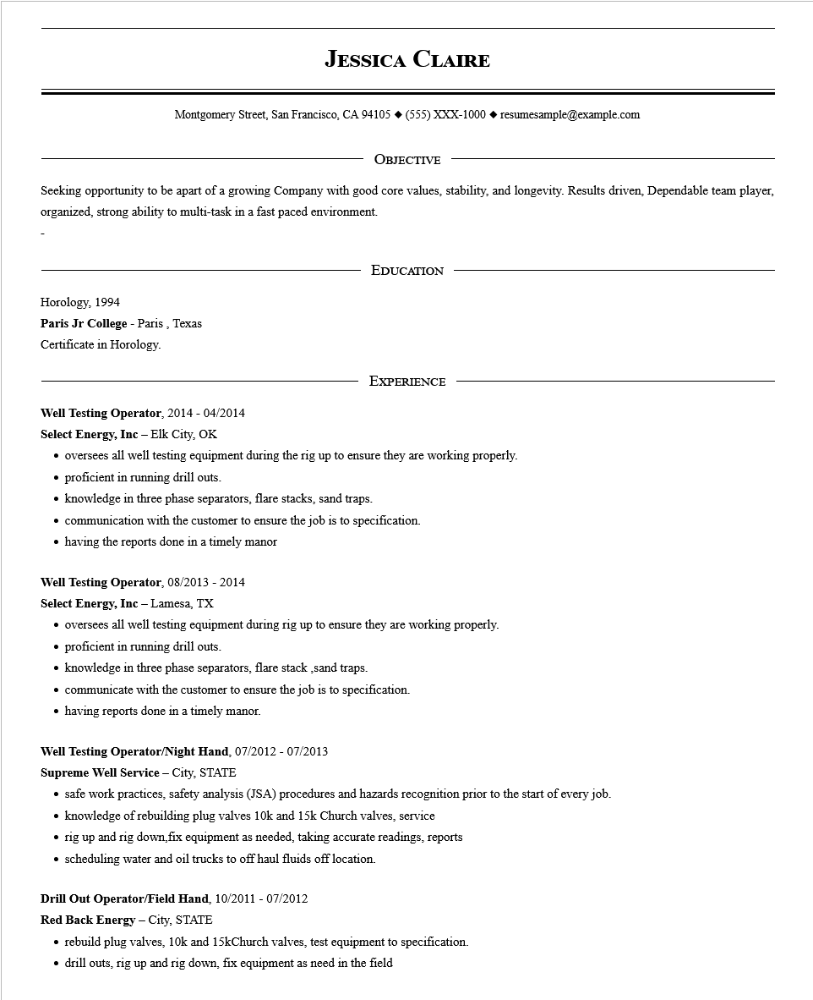 Jessica Claire
Montgomery Street, San Francisco, CA 94105 ◆ (555) XXX-1000 ◆ resumesample@example.com
Objective
Seeking opportunity to be apart of a growing Company with good core values, stability, and longevity. Results driven, Dependable team player,
organized, strong ability to multi-task in a fast paced environment.
-
Education
Horology, 1994
Paris Jr College - Paris , Texas
Certificate in Horology.
Experience
Well Testing Operator, 2014 - 04/2014
Select Energy, Inc – Elk City, OK
• oversees all well testing equipment during the rig up to ensure they are working properly.
• proficient in running drill outs.
• knowledge in three phase separators, flare stacks, sand traps.
• communication with the customer to ensure the job is to specification.
• having the reports done in a timely manor
Well Testing Operator, 08/2013 - 2014
Select Energy, Inc – Lamesa, TX
• oversees all well testing equipment during rig up to ensure they are working properly.
• proficient in running drill outs.
• knowledge in three phase separators, flare stack ,sand traps.
• communicate with the customer to ensure the job is to specification.
• having reports done in a timely manor.
Well Testing Operator/Night Hand, 07/2012 - 07/2013
Supreme Well Service – City, STATE
• safe work practices, safety analysis (JSA) procedures and hazards recognition prior to the start of every job.
• knowledge of rebuilding plug valves 10k and 15k Church valves, service
• rig up and rig down,fix equipment as needed, taking accurate readings, reports
• scheduling water and oil trucks to off haul fluids off location.
Drill Out Operator/Field Hand, 10/2011 - 07/2012
Red Back Energy – City, STATE
• rebuild plug valves, 10k and 15kChurch valves, test equipment to specification.
• drill outs, rig up and rig down, fix equipment as need in the field